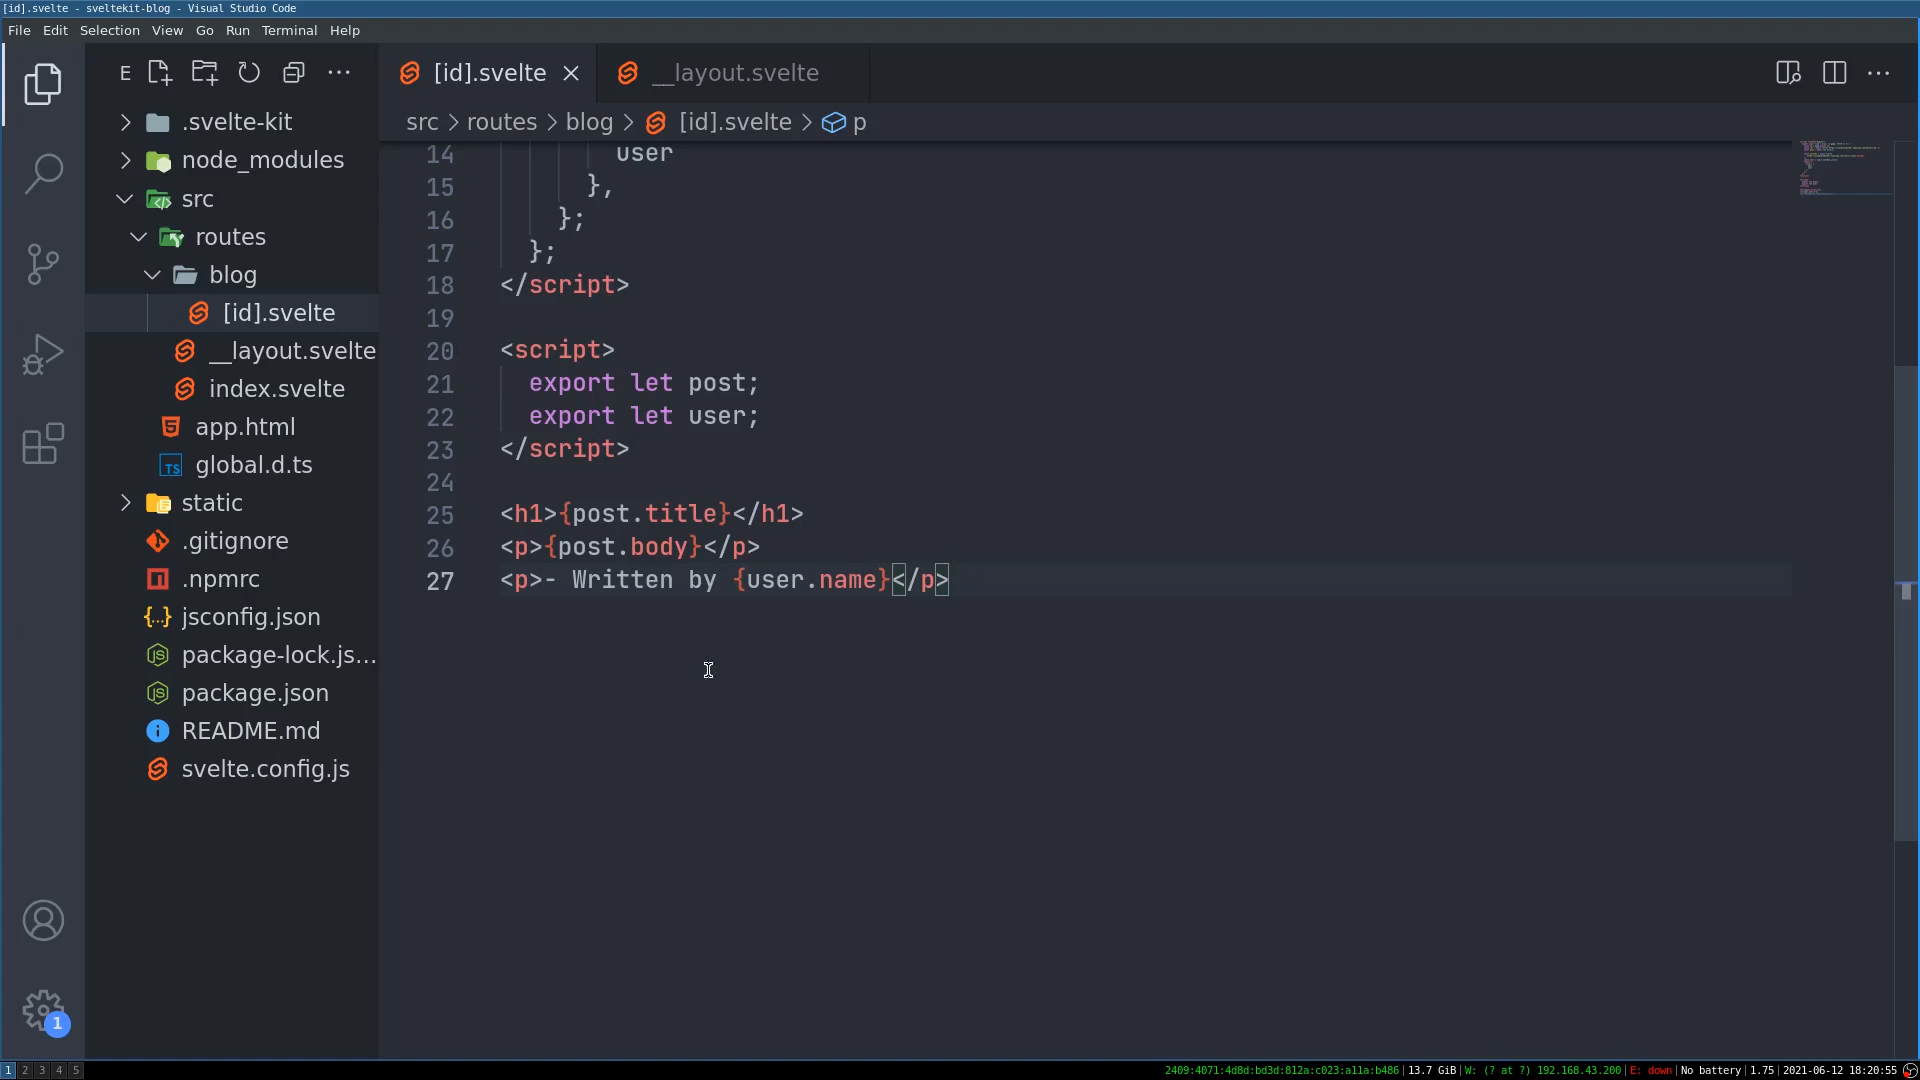 [id].svelte - sveltekit-blog - Visual Studio Code
File Edit Selection View Go Run Terminal Help
E
.svelte-kit
node_modules
src
routes
blog
[id].svelte
__layout.svelte
index.svelte
app.html
global.d.ts
static
.gitignore
.npmrc
jsconfig.json
package-lock.js...
package.json
README.md
svelte.config.js
1
[id].svelte
__layout.svelte
src > routes > blog > [id].svelte > p
14 user
15 },
16 };
17 };
18 </script>
19
20 <script>
21 export let post;
22 export let user;
23 </script>
24
25 <h1>{post.title}</h1>
26 <p>{post.body}</p>
27 <p>- Written by {user.name}</p>
1 2 3 4 5
2409:4071:4d8d:bd3d:812a:c023:a11a:b486|13.7 GiB|W: (? at ?) 192.168.43.200|E: down|No battery|1.75|2021-06-12 18:20:55